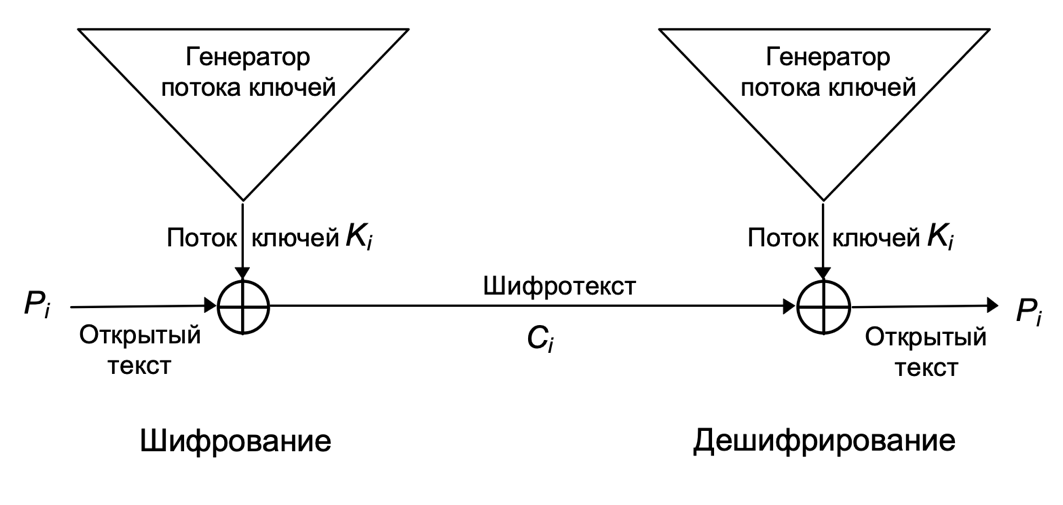 Генератор
потока ключей
Генератор
потока ключей
Поток ключей Ki
Поток ключей Ki
Pi
Открытый
текст
Шифротекст
Ci
Открытый
текст
Pi
Шифрование
Дешифрирование